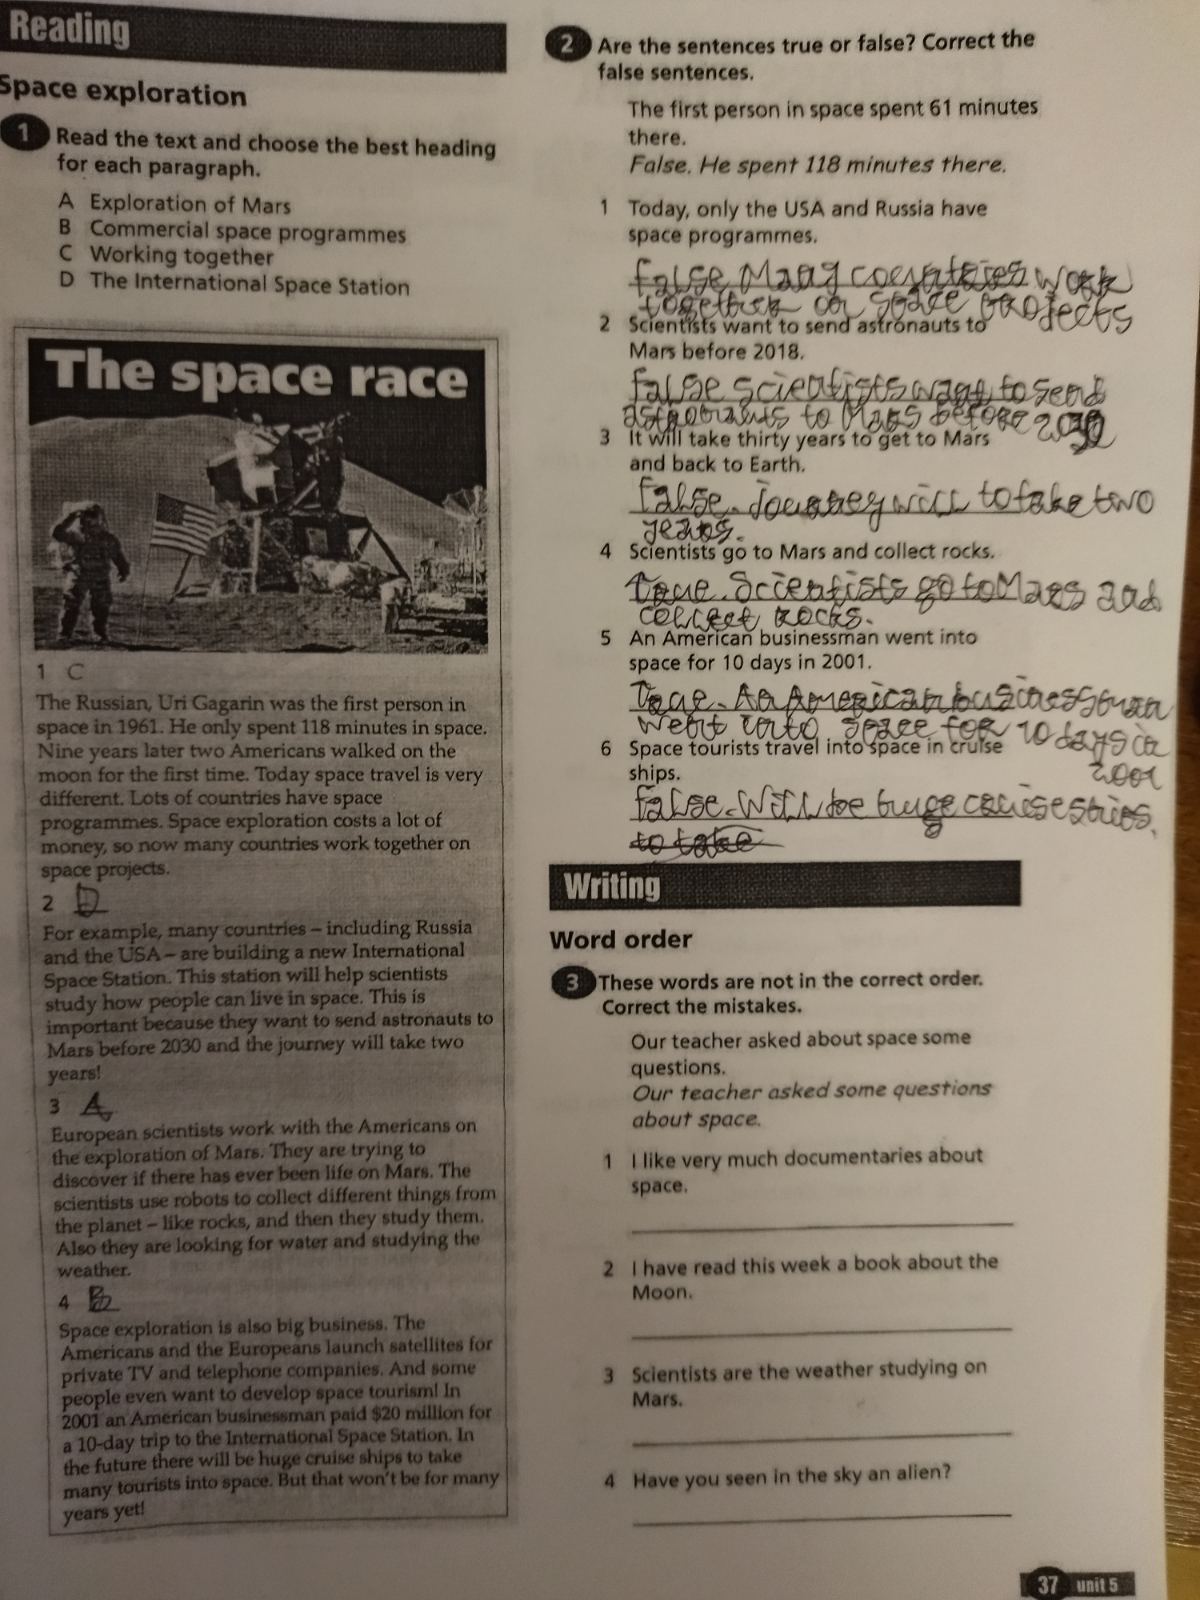 Reading
Space exploration
1 Read the text and choose the best heading
for each paragraph.
A Exploration of Mars
B Commercial space programmes
C Working together
D The International Space Station
The space race
1 C
The Russian, Uri Gagarin was the first person in
space in 1961. He only spent 118 minutes in space.
Nine years later two Americans walked on the
moon for the first time. Today space travel is very
different. Lots of countries have space
programmes. Space exploration costs a lot of
money, so now many countries work together on
space projects.
2 D
For example, many countries – including Russia
and the USA – are building a new International
Space Station. This station will help scientists
study how people can live in space. This is
important because they want to send astronauts to
Mars before 2030 and the journey will take two
years!
3 A
European scientists work with the Americans on
the exploration of Mars. They are trying to
discover if there has ever been life on Mars. The
scientists use robots to collect different things from
the planet – like rocks, and then they study them.
Also they are looking for water and studying the
weather.
4 B
Space exploration is also big business. The
Americans and the Europeans launch satellites for
private TV and telephone companies. And some
people even want to develop space tourism! In
2001 an American businessman paid $20 million for
a 10-day trip to the International Space Station. In
the future there will be huge cruise ships to take
many tourists into space. But that won't be for many
years yet!
2 Are the sentences true or false? Correct the
false sentences.
The first person in space spent 61 minutes
there.
False. He spent 118 minutes there.
1 Today, only the USA and Russia have
space programmes.
False Many countries work
together on space projects
2 Scientists want to send astronauts to
Mars before 2018.
False scientists want to send
astronauts to Mars before 2030
3 It will take thirty years to get to Mars
and back to Earth.
False. journey will to take two
years.
4 Scientists go to Mars and collect rocks.
True. Scientists go to Mars and
collect rocks.
5 An American businessman went into
space for 10 days in 2001.
True. An American businessman
went into space for 10 days in
2001
6 Space tourists travel into space in cruise
ships.
False. Will be huge cruise ships.
to take
Writing
Word order
3 These words are not in the correct order.
Correct the mistakes.
Our teacher asked about space some
questions.
Our teacher asked some questions
about space.
1 I like very much documentaries about
space.
2 I have read this week a book about the
Moon.
3 Scientists are the weather studying on
Mars.
4 Have you seen in the sky an alien?
37 unit 5